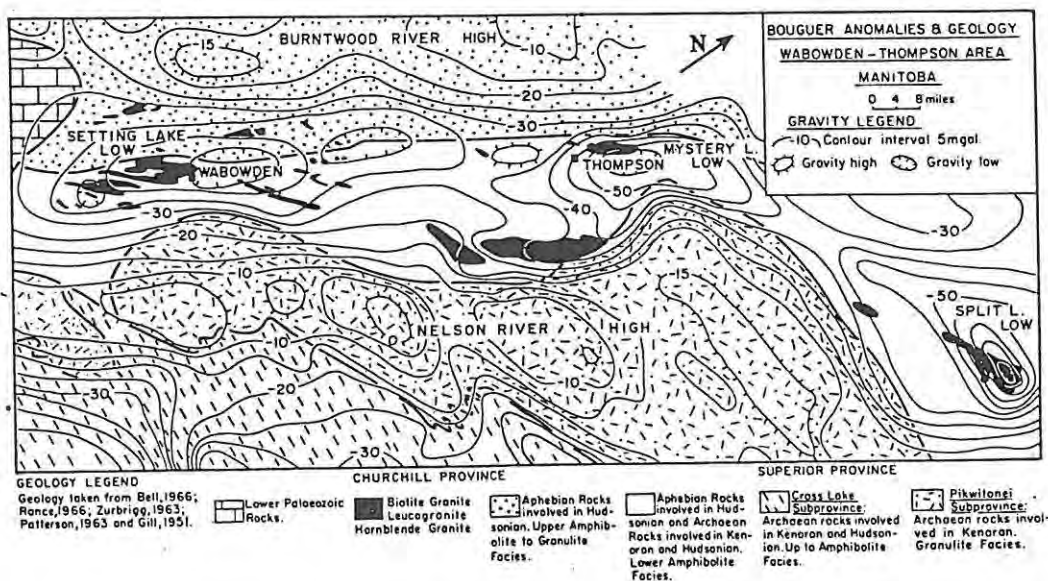 BOUGUER ANOMALIES & GEOLOGY
WABOWDEN-THOMPSON AREA
MANITOBA
0 4 8 miles
GRAVITY LEGEND
-10 Contour interval 5mgal.
Gravity high Gravity low
N
BURNTWOOD RIVER HIGH
-15
-10
-20
-30
SETTING LAKE
LOW
WABOWDEN
THOMPSON
MYSTERY L.
LOW
-50
-40
-30
-20
-10
-30
-15
-50
SPLIT L.
LOW
NELSON RIVER HIGH
0
-10
-10
-20
-30
-30
GEOLOGY LEGEND
Geology taken from Bell, 1966;
Rance, 1966; Zurbrigg, 1963;
Patterson, 1963 and Gill, 1951.
Lower Palaeozoic
Rocks.
CHURCHILL PROVINCE
Biotite Granite
Leucogranite
Hornblende Granite
Aphebian Rocks
involved in Hud-
sonian. Upper Amphib-
olite to Granulite
Facies.
Aphebian Rocks
involved in Hud-
sonian and Archaean
Rocks involved in Ken-
oran and Hudsonian.
Lower Amphibolite
Facies.
SUPERIOR PROVINCE
Cross Lake
Subprovince:
Archaean rocks involved
in Kenoran and Hudson-
ian. Up to Amphibolite
Facies.
Pikwitonei
Subprovince:
Archaean rocks invol-
ved in Kenoran.
Granulite Facies.